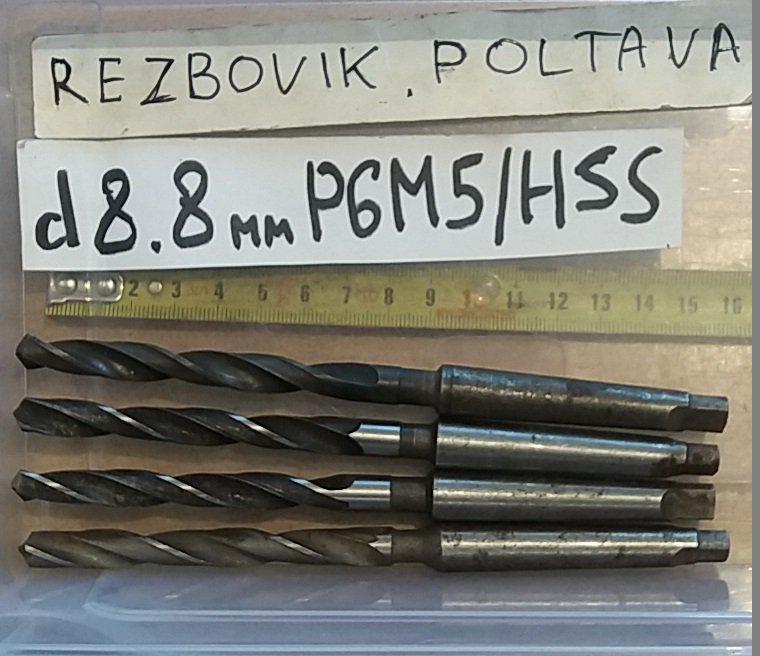 REZBOVIK. POLTAVA
d8.8мм Р6М5/HSS
2 3 4 5 6 7 8 9 10 11 12 13 14 15 16